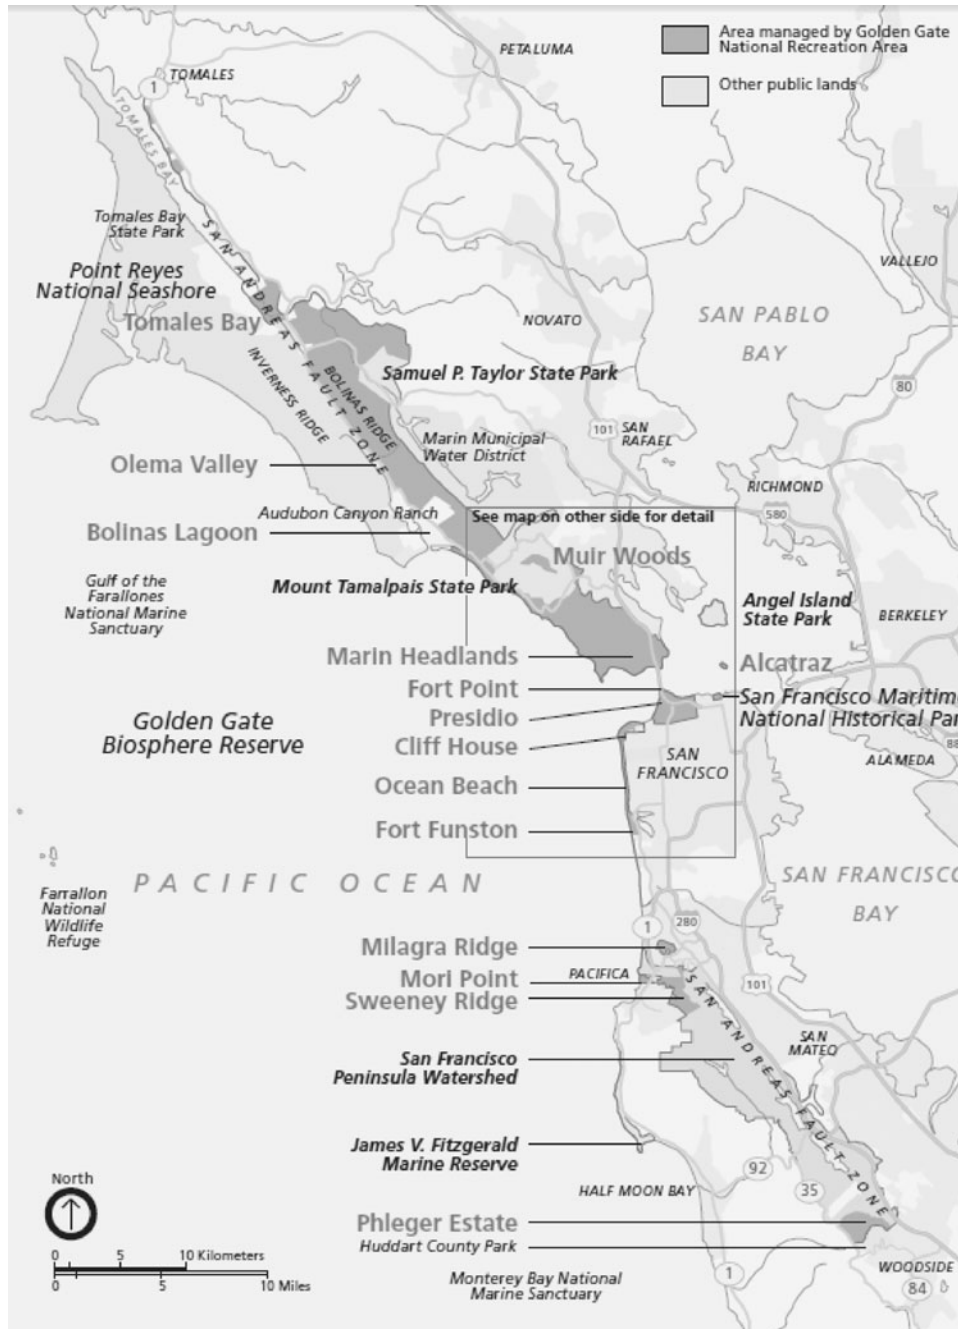 Area managed by Golden Gate
National Recreation Area
Other public lands
PETALUMA
TOMALES
1
TOMALES BAY
Tomales Bay
State Park
SAN ANDREAS FAULT ZONE
Point Reyes
National Seashore
Tomales Bay
VALLEJO
SAN PABLO
BAY
NOVATO
INVERNESS RIDGE
BOLINAS RIDGE
Samuel P. Taylor State Park
80
101
SAN
RAFAEL
Marin Municipal
Water District
Olema Valley
RICHMOND
580
Audubon Canyon Ranch
See map on other side for detail
Bolinas Lagoon
Muir Woods
Gulf of the
Farallones
National Marine
Sanctuary
Mount Tamalpais State Park
Angel Island
State Park
BERKELEY
Marin Headlands
Alcatraz
Fort Point
San Francisco Maritime
National Historical Par
Presidio
Golden Gate
Biosphere Reserve
Cliff House
SAN
FRANCISCO
88
ALAMEDA
Ocean Beach
Fort Funston
PACIFIC OCEAN
SAN FRANCISCO
BAY
Farrallon
National
Wildlife
Refuge
1
280
Milagra Ridge
PACIFICA
Mori Point
101
Sweeney Ridge
SAN ANDREAS FAULT ZONE
SAN
MATEO
San Francisco
Peninsula Watershed
James V. Fitzgerald
Marine Reserve
92
35
HALF MOON BAY
North
Phleger Estate
Huddart County Park
0 5 10 Kilometers
0 5 10 Miles
1
Monterey Bay National
Marine Sanctuary
WOODSIDE
84